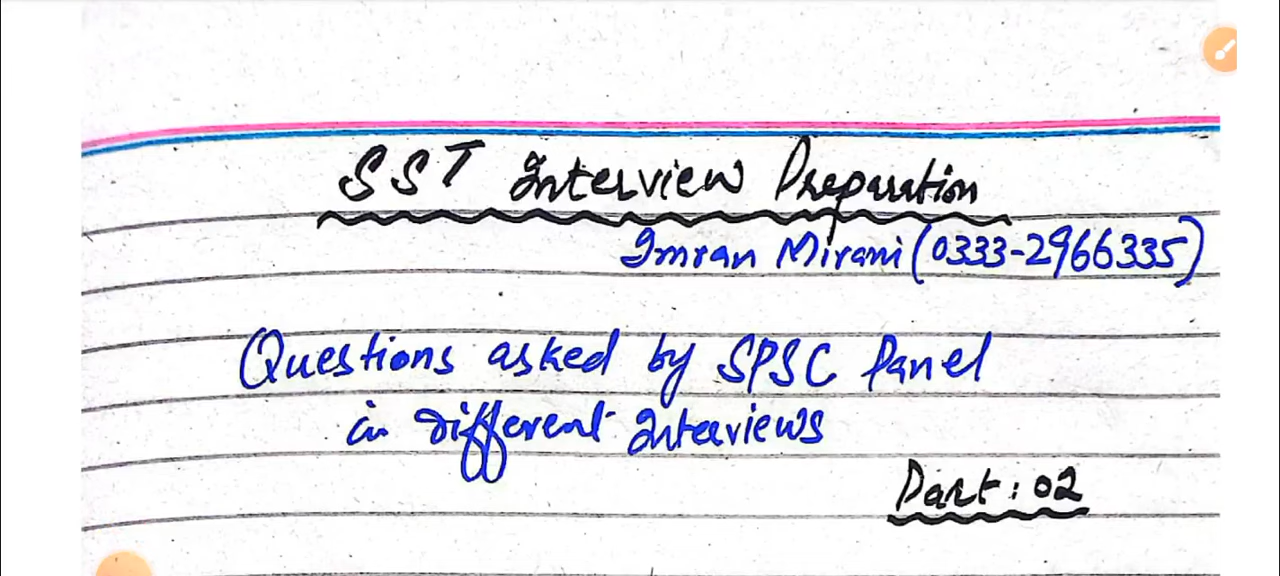 SST Interview Preparation
Imran Mirani (0333-2966335)
Questions asked by SPSC Panel
in different interviews
Part: 02